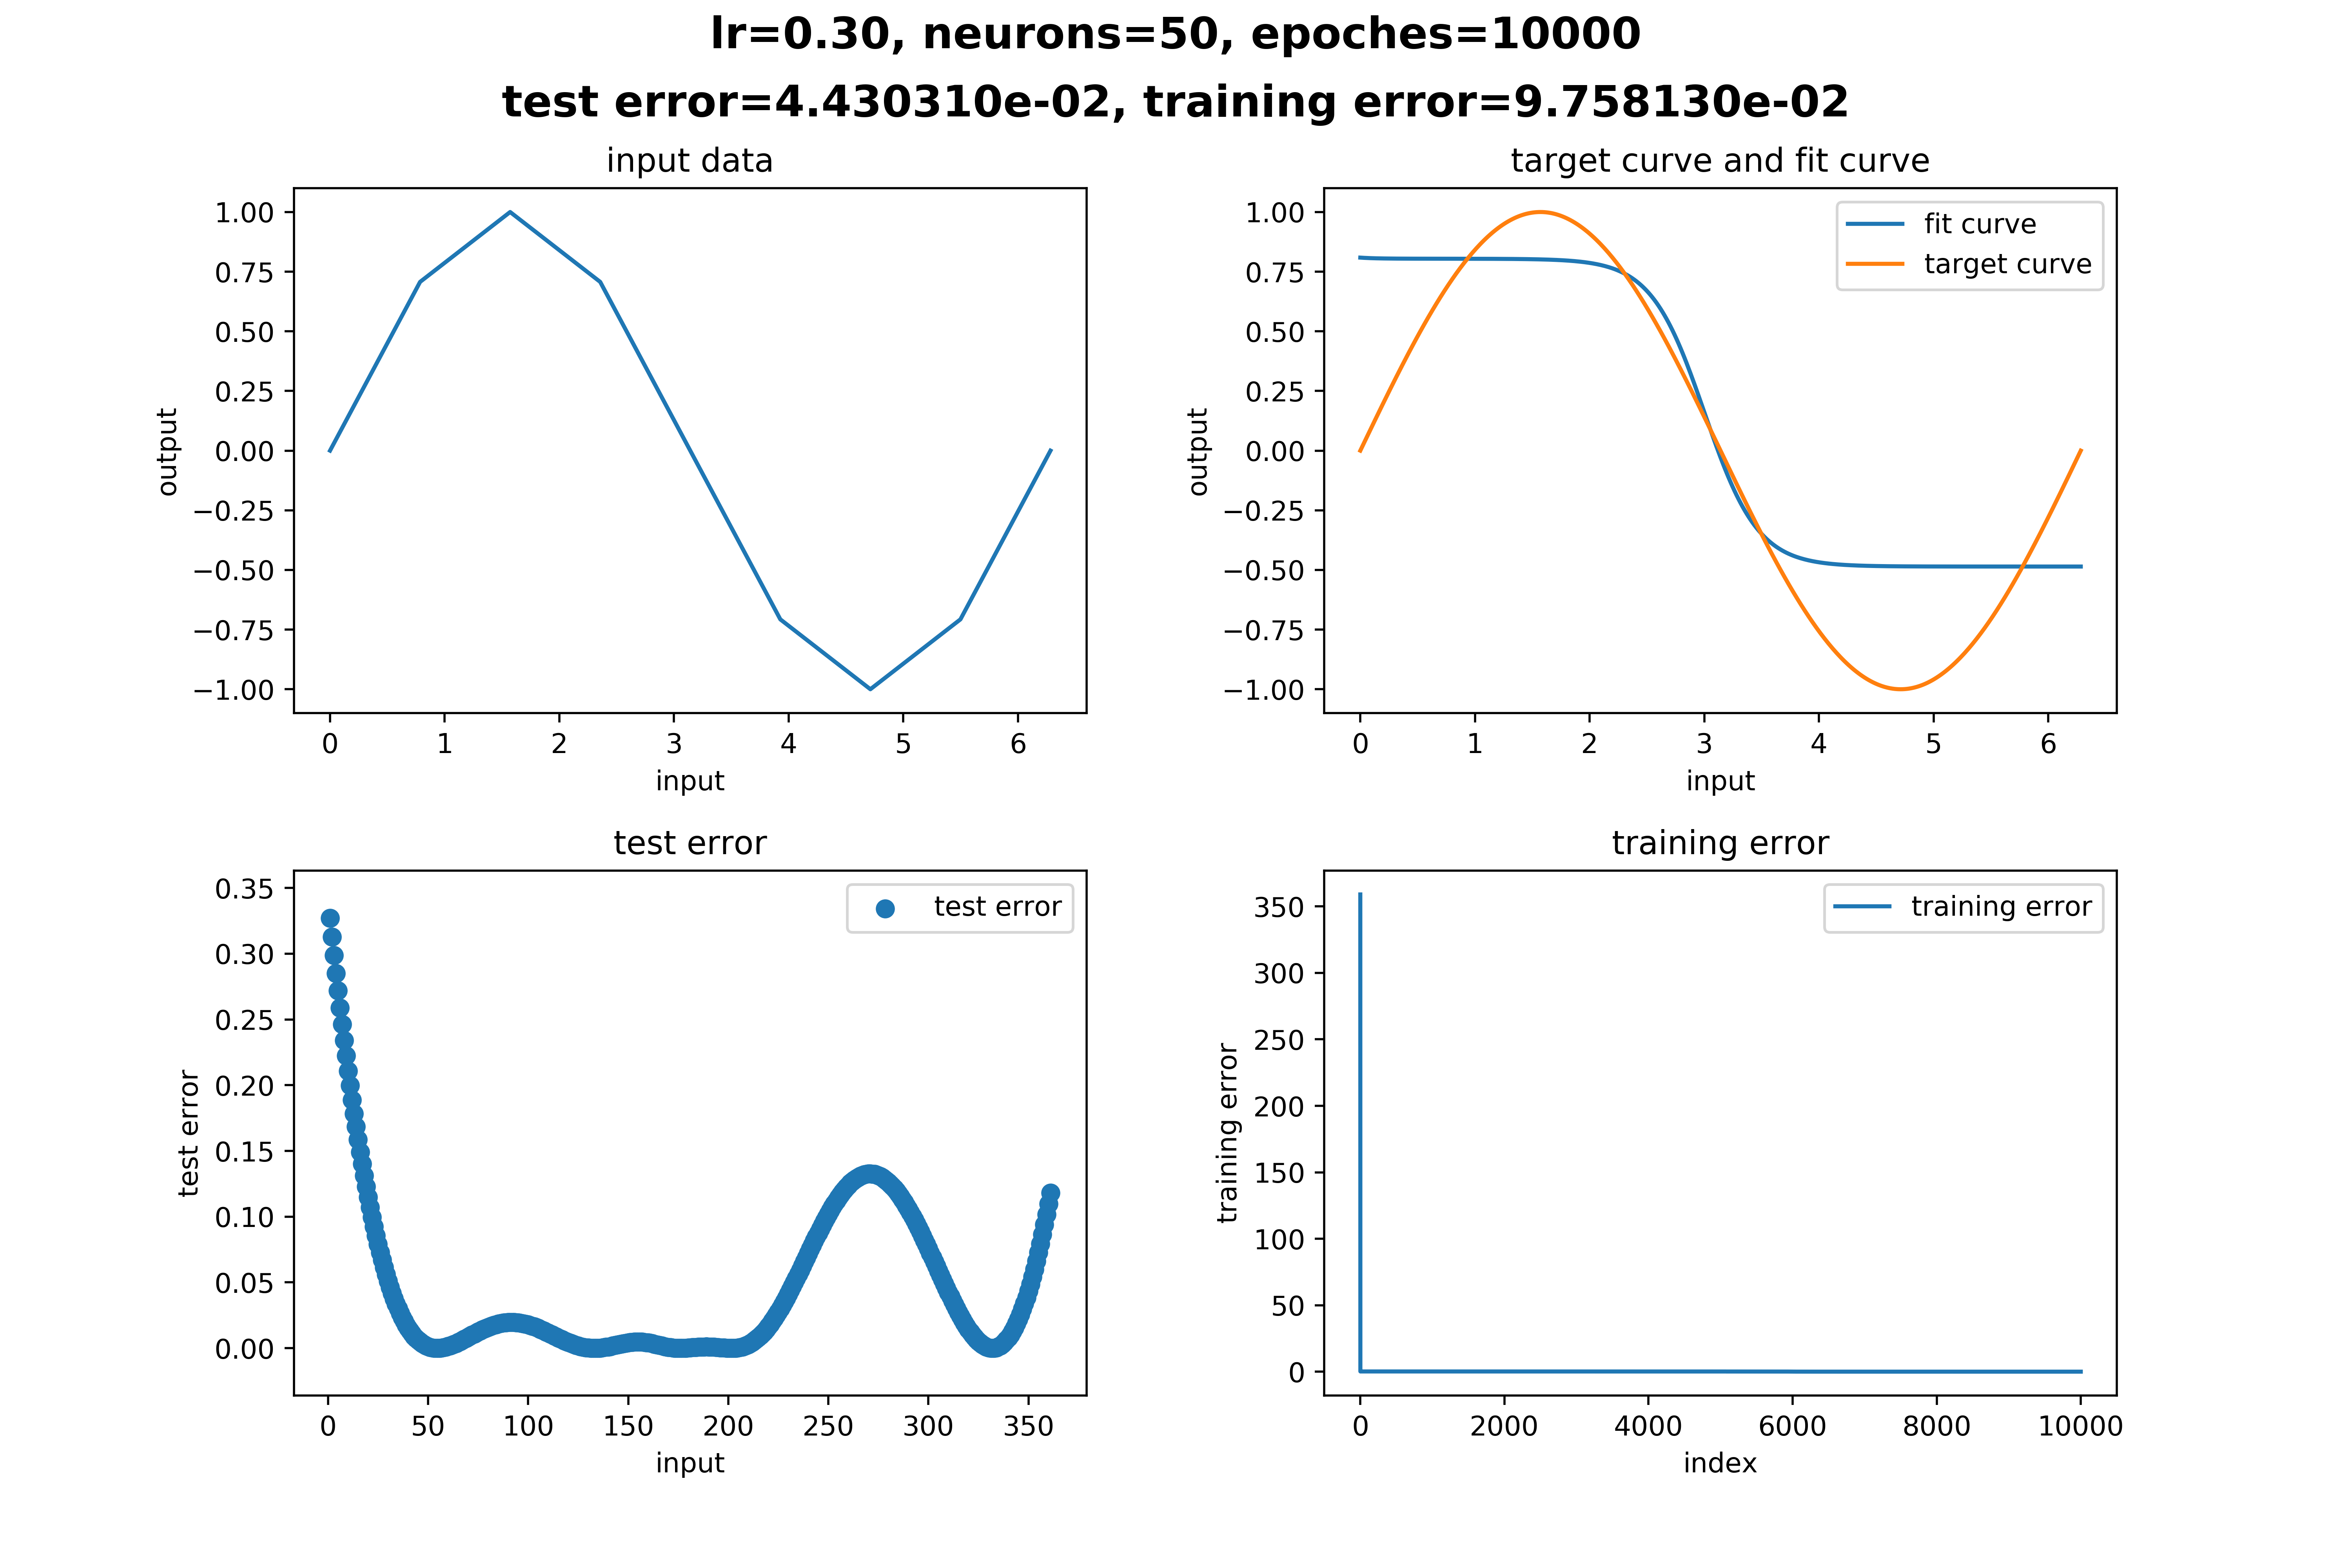 lr=0.30, neurons=50, epoches=10000
test error=4.430310e-02, training error=9.758130e-02
input data
1.00
0.75
0.50
0.25
0.00
−0.25
−0.50
−0.75
−1.00
output
0 1 2 3 4 5 6
input
target curve and fit curve
fit curve
target curve
1.00
0.75
0.50
0.25
0.00
−0.25
−0.50
−0.75
−1.00
output
0 1 2 3 4 5 6
input
test error
test error
0.35
0.30
0.25
0.20
0.15
0.10
0.05
0.00
test error
0 50 100 150 200 250 300 350
input
training error
training error
350
300
250
200
150
100
50
0
training error
0 2000 4000 6000 8000 10000
index